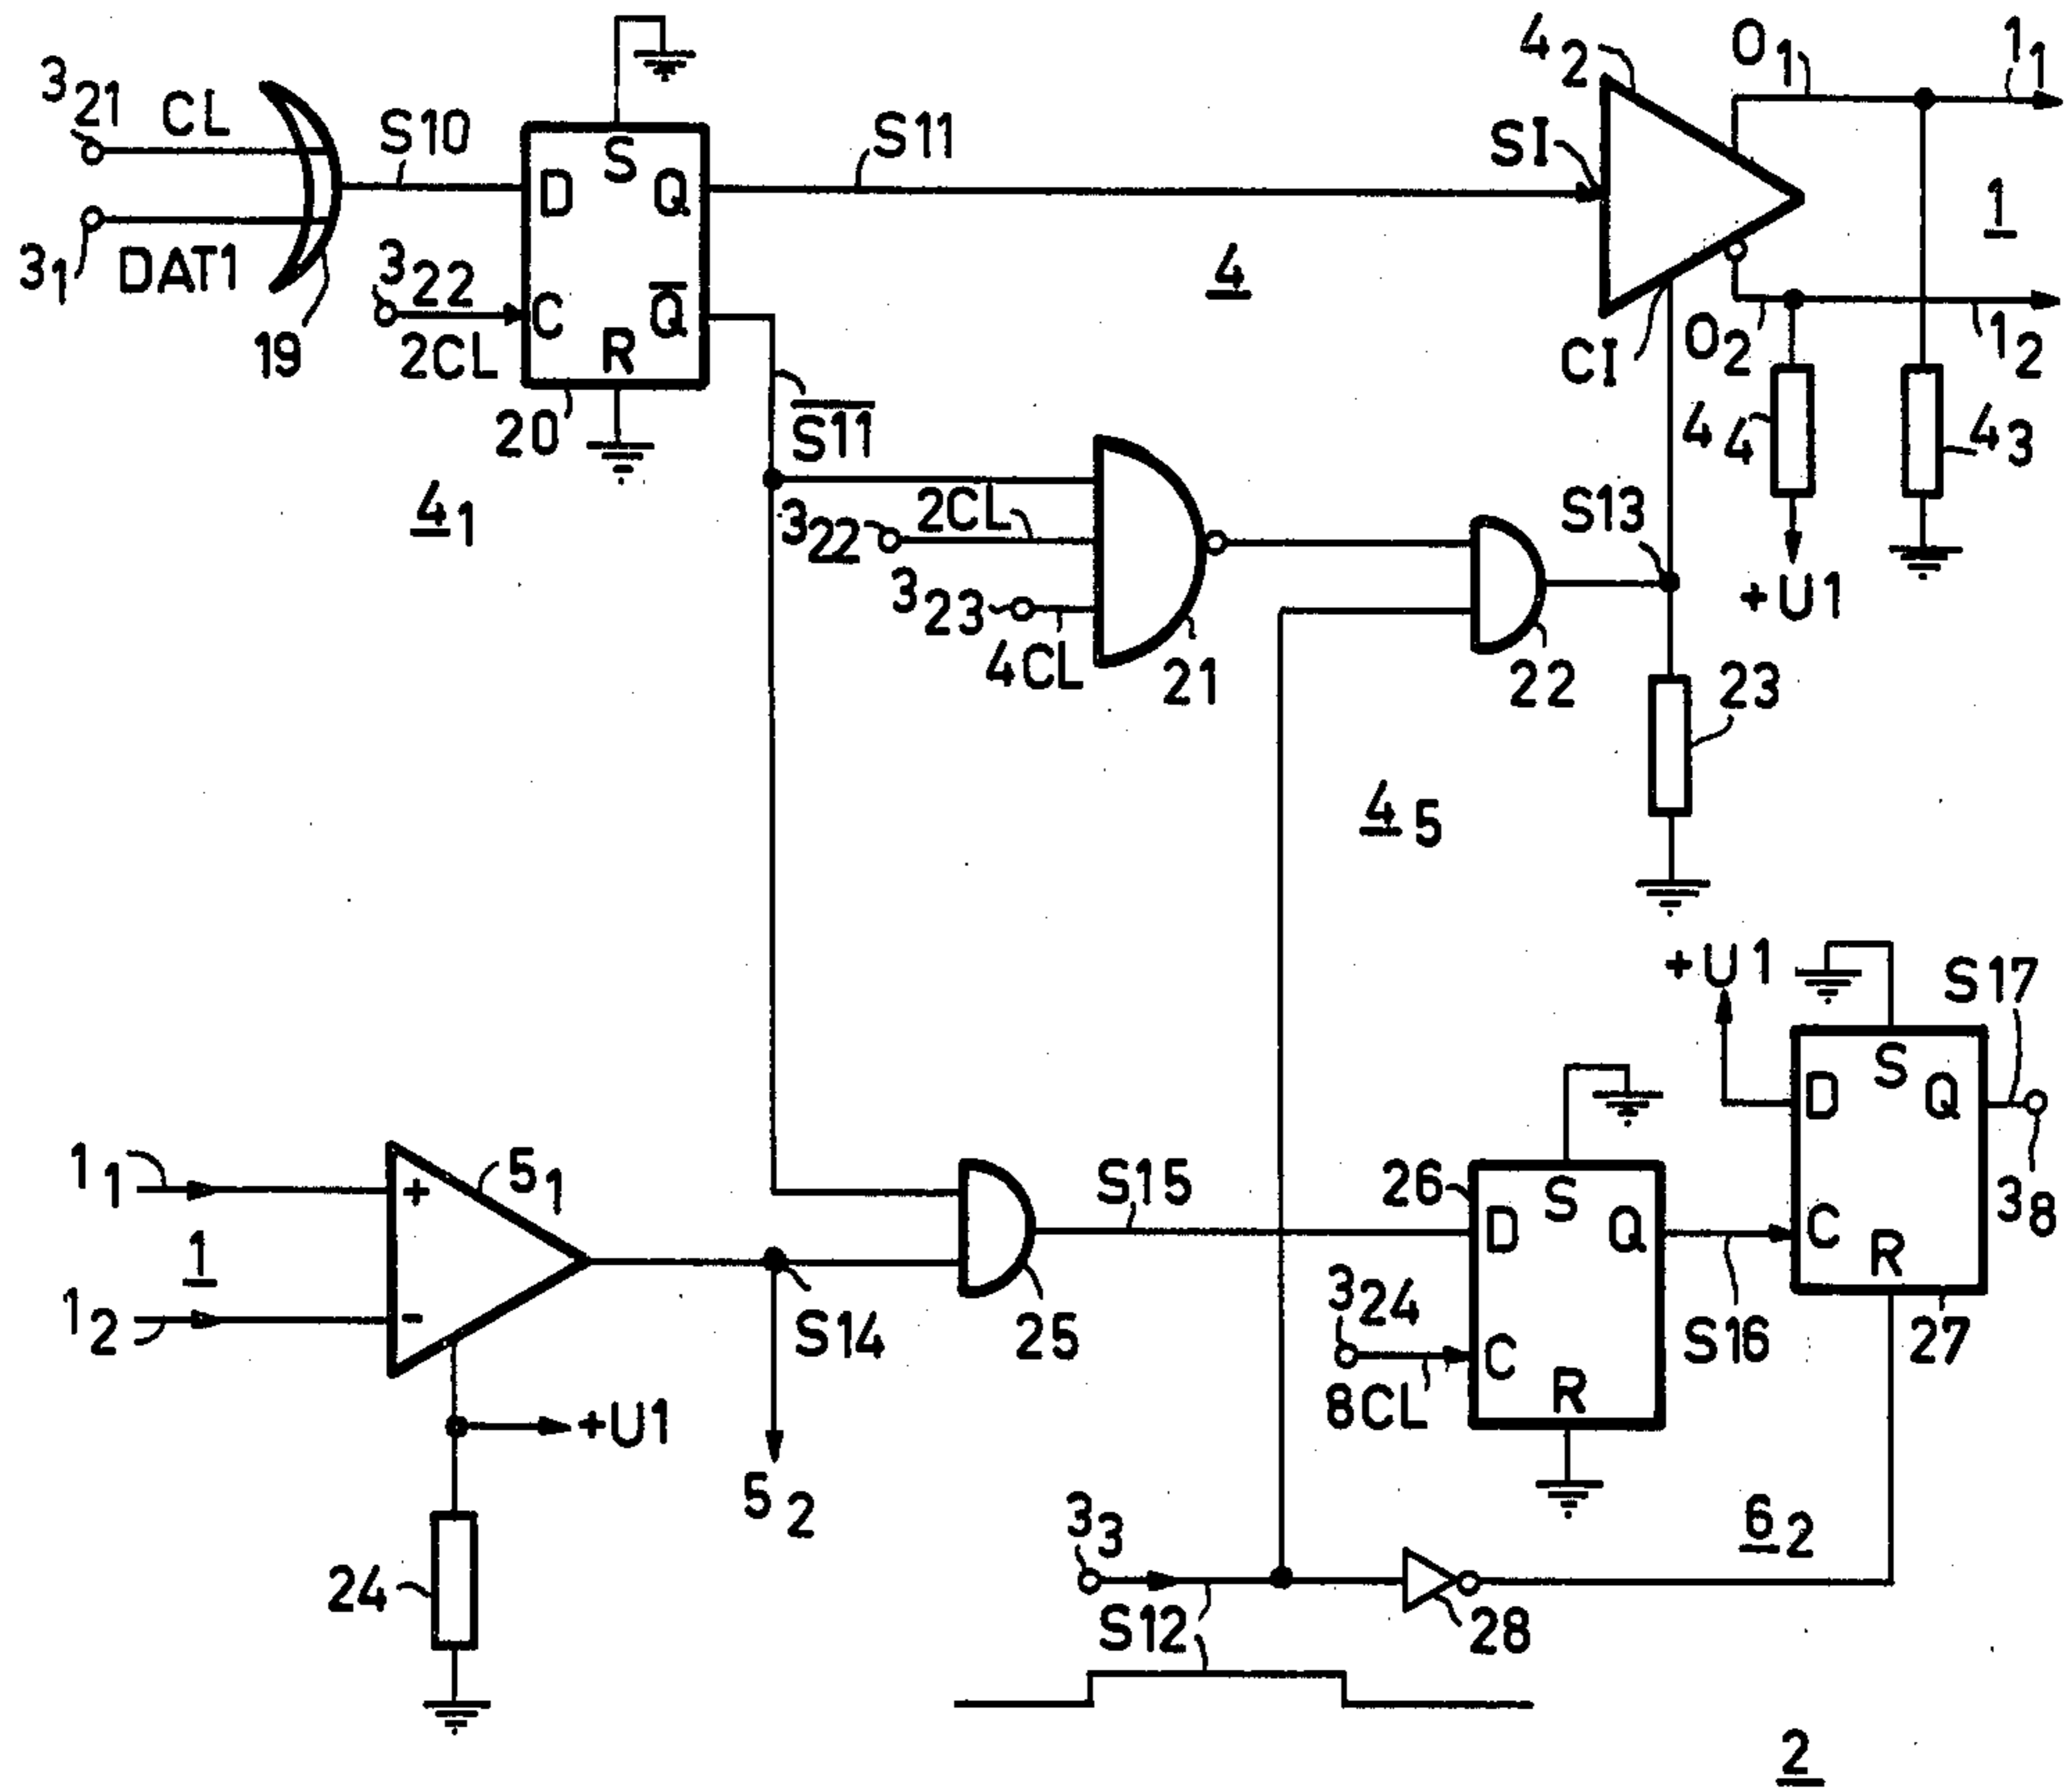 3 21
CL
S10
S
D
Q
S11
4 2
O 1
1 1
SI
1
3 1
DAT1
19
3 22
2CL
C
R
Q̅
20
4
CI
O 2
1 2
4 4
4 3
S̅1̅1̅
4 1
3 22
2CL
3 23
4CL
21
22
S13
+U1
23
4 5
+U1
S17
S
D
Q
3 8
C
R
27
1 1
1
1 2
+
-
5 1
S14
25
S15
26
S
D
Q
3 24
8CL
C
R
S16
+U1
5 2
24
3 3
S12
28
6 2
2